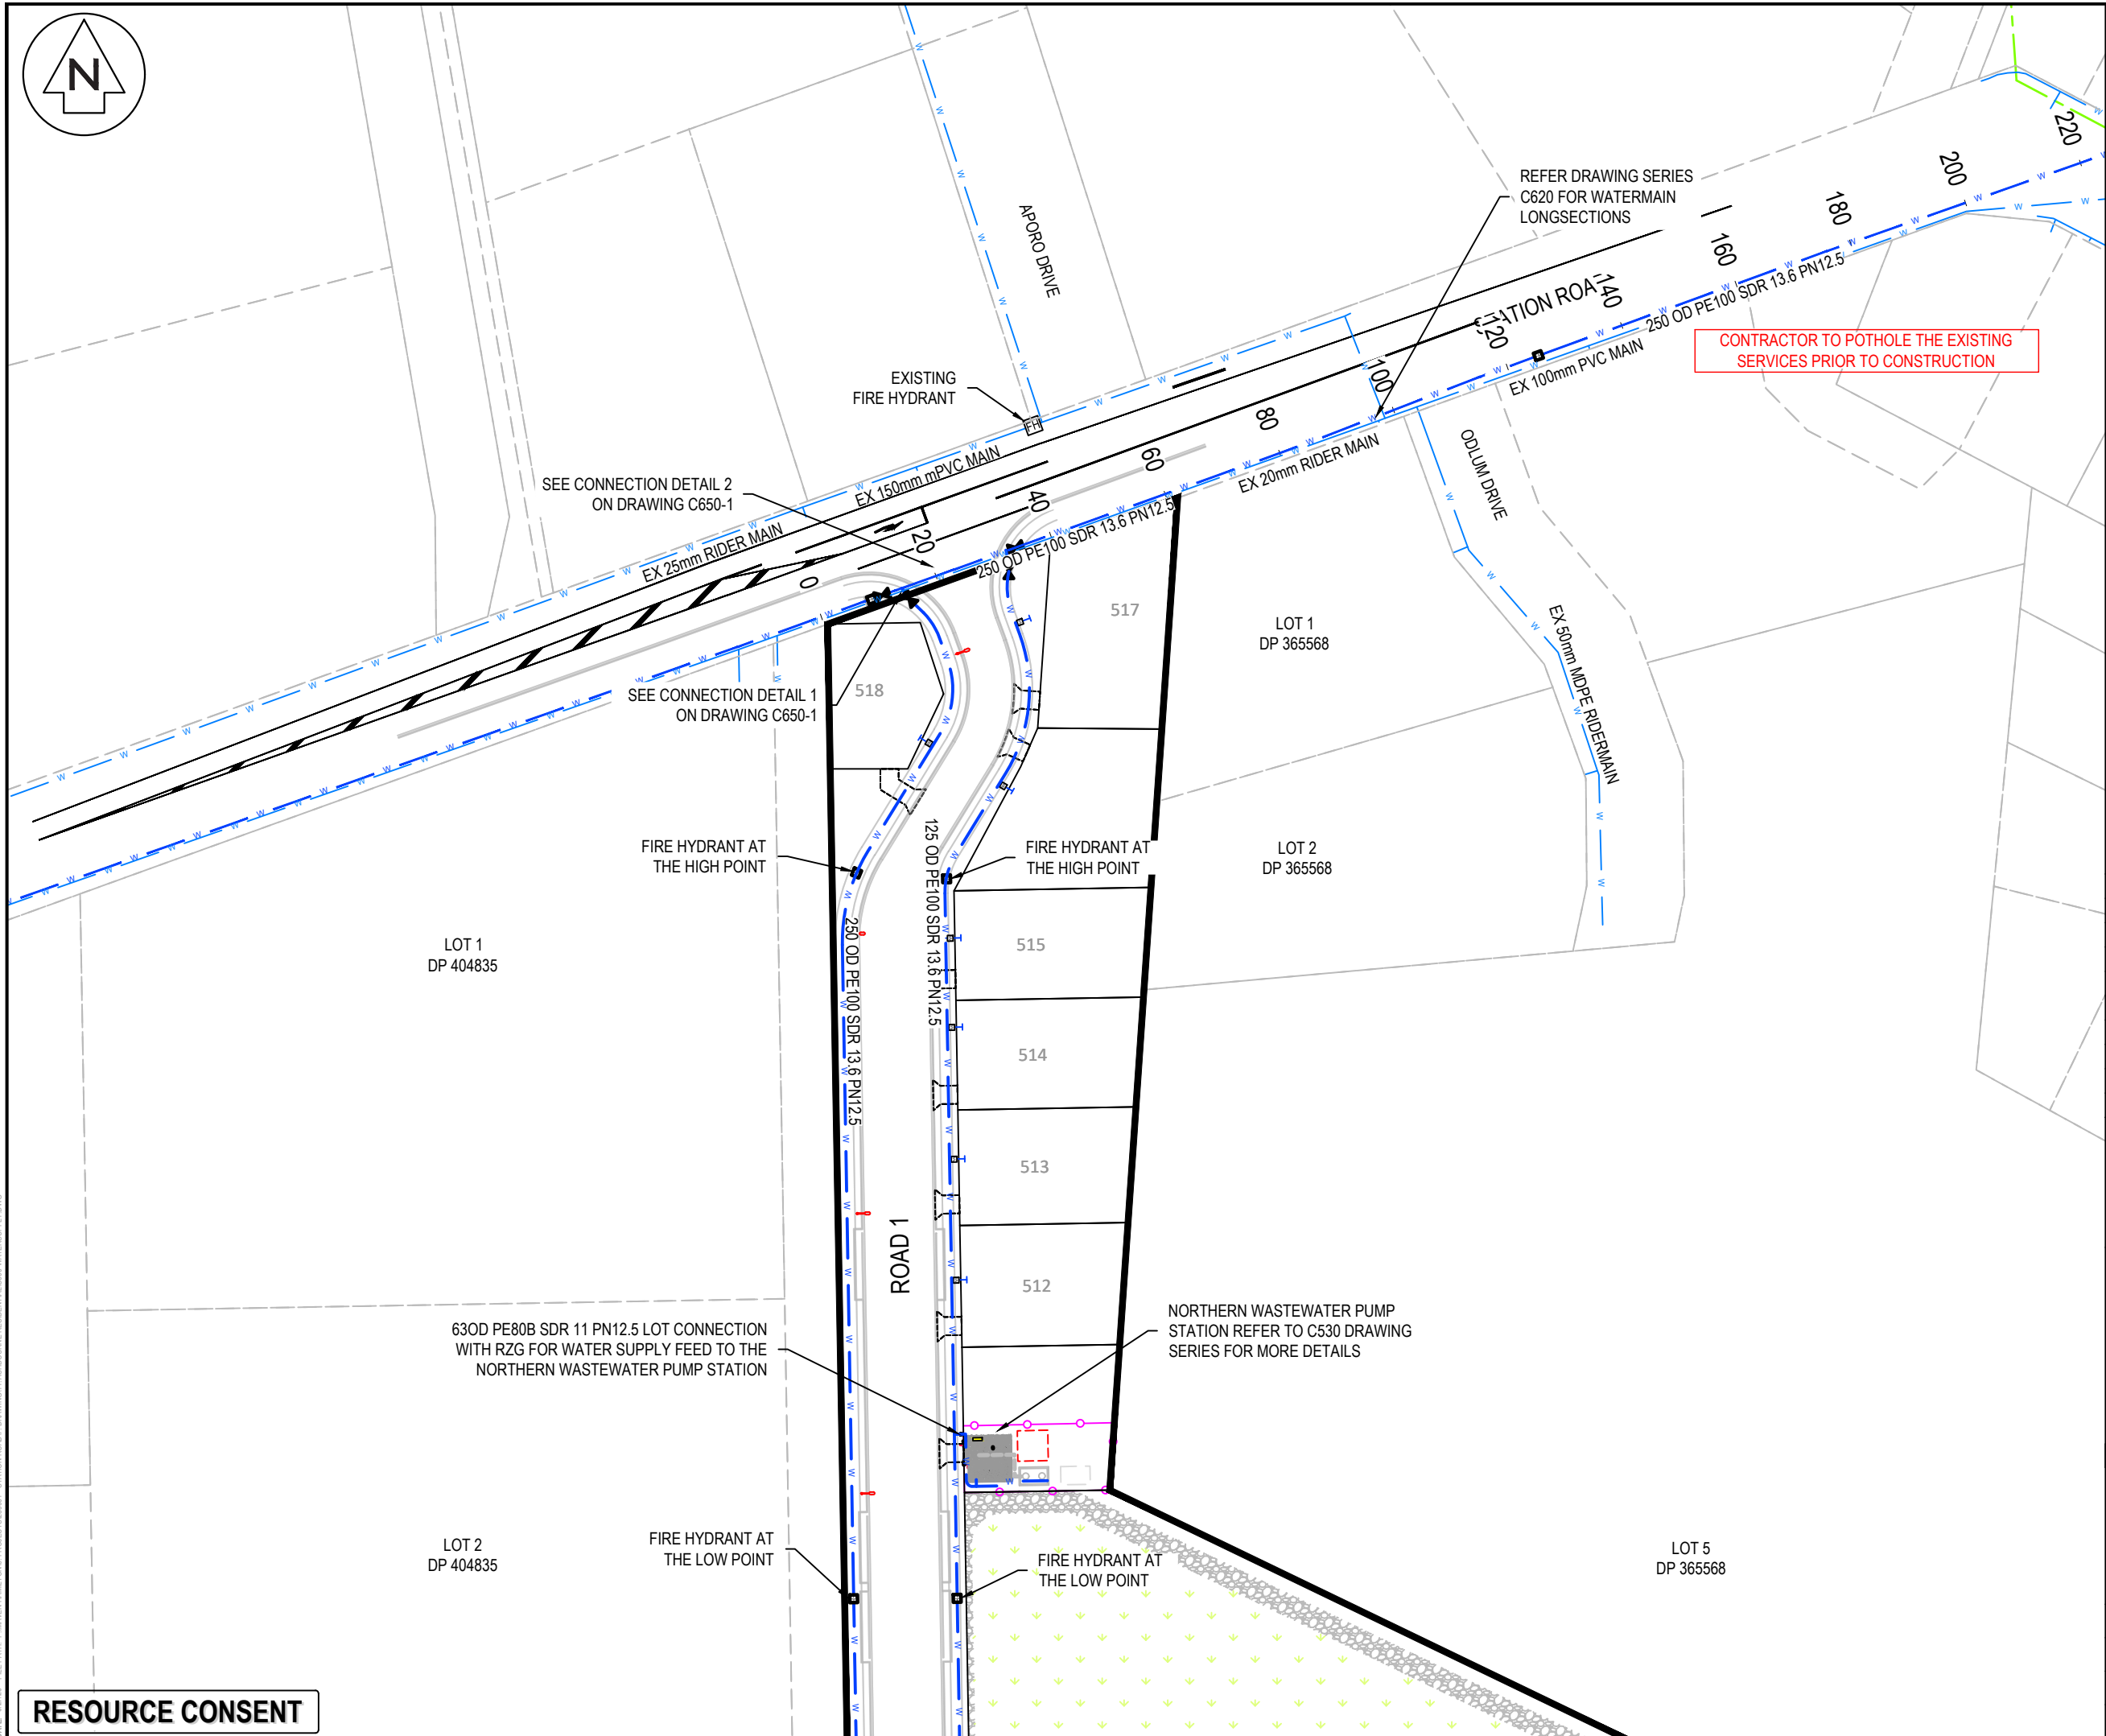 N
APORO DRIVE
REFER DRAWING SERIES
C620 FOR WATERMAIN
LONGSECTIONS
220
200
180
160
140
120
100
80
60
40
20
0
250 OD PE100 SDR 13.6 PN12.5
CONTRACTOR TO POTHOLE THE EXISTING
SERVICES PRIOR TO CONSTRUCTION
EX 100mm PVC MAIN
EXISTING
FIRE HYDRANT
FH
EX 150mm mPVC MAIN
EX 20mm RIDER MAIN
ODLUM DRIVE
SEE CONNECTION DETAIL 2
ON DRAWING C650-1
EX 25mm RIDER MAIN
250 OD PE100 SDR 13.6 PN12.5
517
LOT 1
DP 365568
EX 50mm MDPE RIDERMAIN
518
SEE CONNECTION DETAIL 1
ON DRAWING C650-1
FIRE HYDRANT AT
THE HIGH POINT
125 OD PE100 SDR 13.6 PN12.5
FIRE HYDRANT AT
THE HIGH POINT
LOT 2
DP 365568
LOT 1
DP 404835
250 OD PE100 SDR 13.6 PN12.5
515
514
513
512
ROAD 1
63OD PE80B SDR 11 PN12.5 LOT CONNECTION
WITH RZG FOR WATER SUPPLY FEED TO THE
NORTHERN WASTEWATER PUMP STATION
NORTHERN WASTEWATER PUMP
STATION REFER TO C530 DRAWING
SERIES FOR MORE DETAILS
LOT 2
DP 404835
FIRE HYDRANT AT
THE LOW POINT
FIRE HYDRANT AT
THE LOW POINT
LOT 5
DP 365568
RESOURCE CONSENT